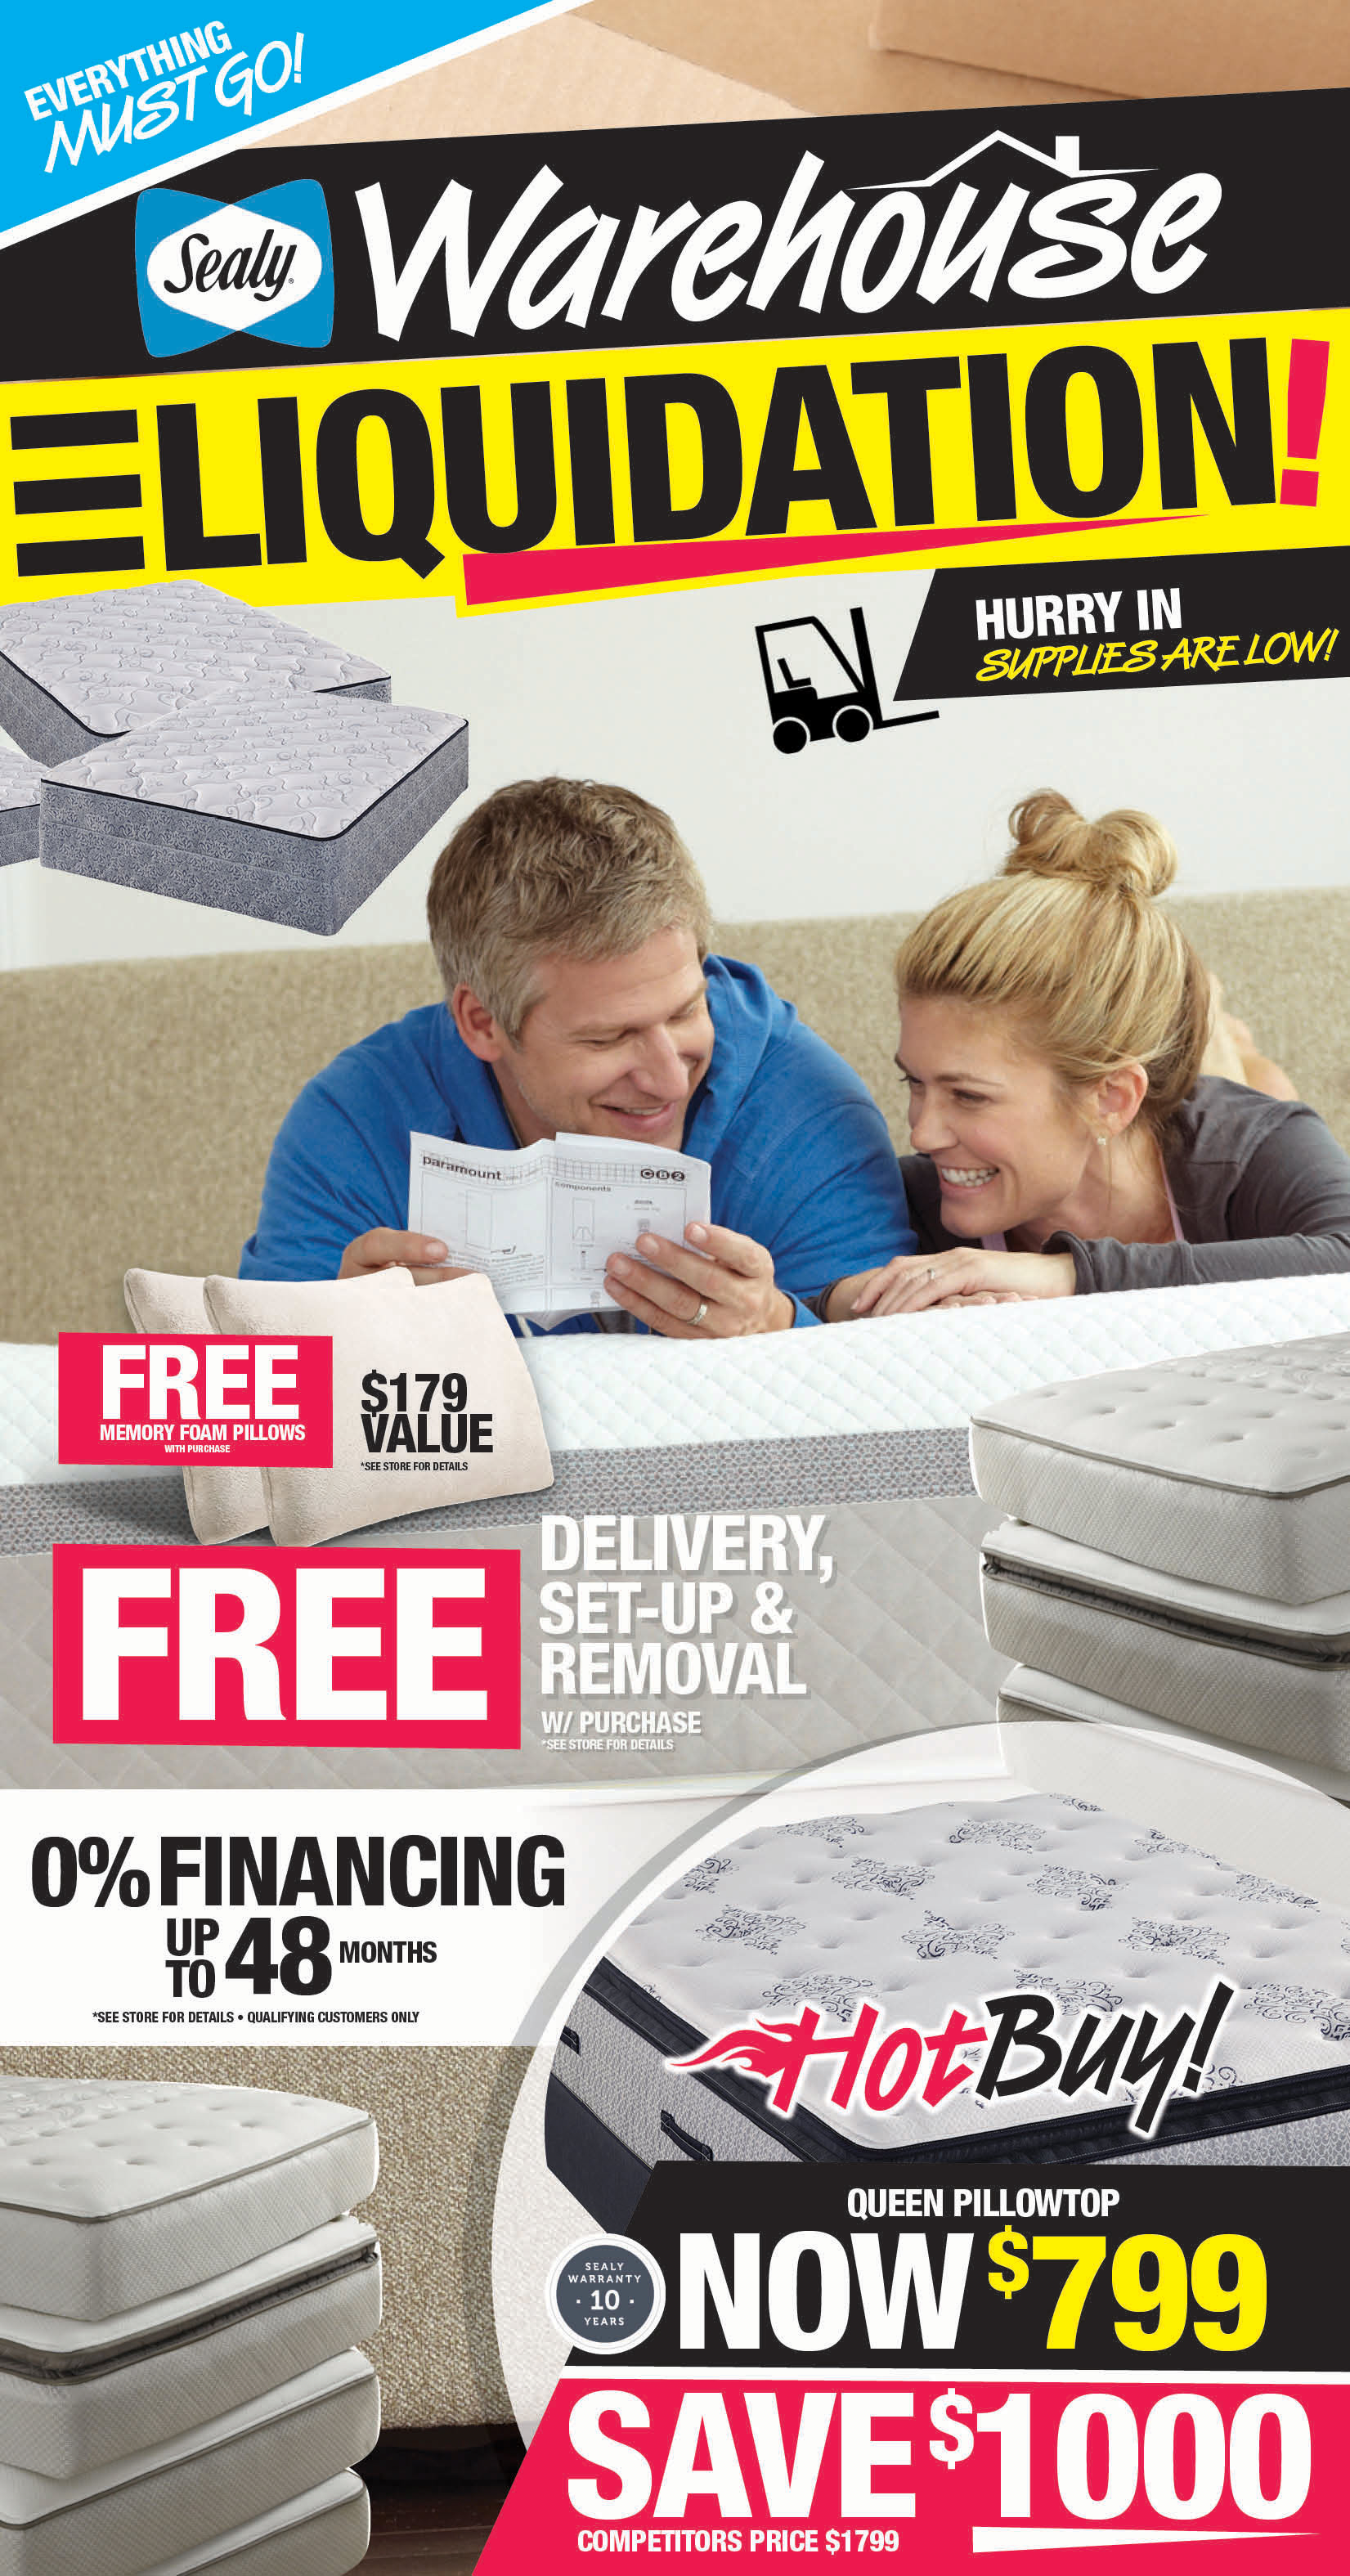 EVERYTHING
MUST GO!
Sealy
Warehouse
LIQUIDATION!
HURRY IN
SUPPLIES ARE LOW!
paramount
CB2
components
FREE
MEMORY FOAM PILLOWS
WITH PURCHASE
$179
VALUE
*SEE STORE FOR DETAILS
FREE
DELIVERY,
SET-UP &
REMOVAL
W/ PURCHASE
*SEE STORE FOR DETAILS
0% FINANCING
UP TO 48 MONTHS
*SEE STORE FOR DETAILS • QUALIFYING CUSTOMERS ONLY
HotBuy!
QUEEN PILLOWTOP
SEALY
WARRANTY
· 10 ·
YEARS
NOW $799
SAVE $1000
COMPETITORS PRICE $1799